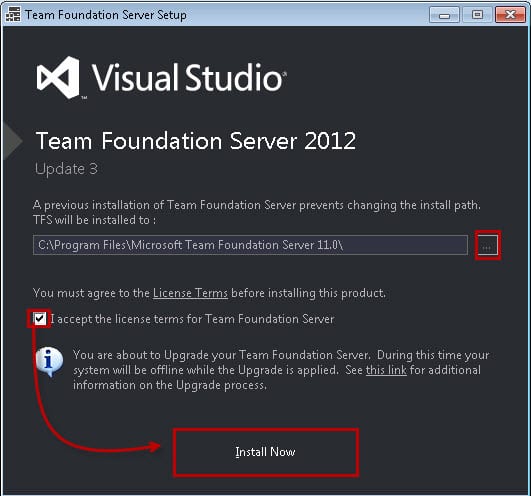 Team Foundation Server Setup
Visual Studio®
™
Team Foundation Server 2012
Update 3
A previous installation of Team Foundation Server prevents changing the install path.
TFS will be installed to :
C:\Program Files\Microsoft Team Foundation Server 11.0\
...
You must agree to the License Terms before installing this product.
I accept the license terms for Team Foundation Server
You are about to Upgrade your Team Foundation Server. During this time your
system will be offline while the Upgrade is applied. See this link for additional
information on the Upgrade process.
Install Now